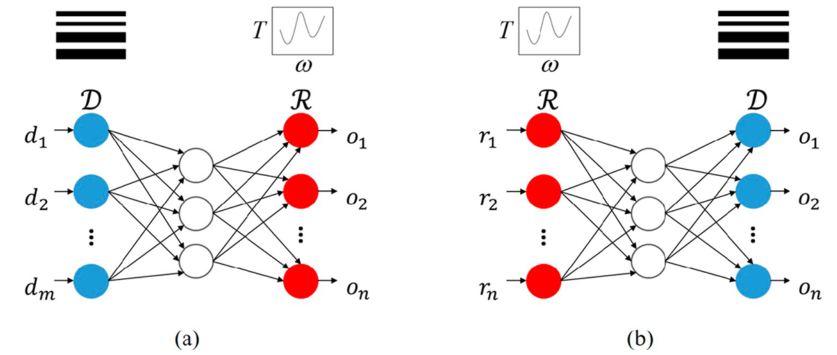 T
ω
T
ω
𝒟
ℛ
ℛ
𝒟
d₁
o₁
r₁
o₁
d₂
o₂
r₂
o₂
⋮
⋮
⋮
⋮
dₘ
oₙ
rₙ
oₙ
(a)
(b)